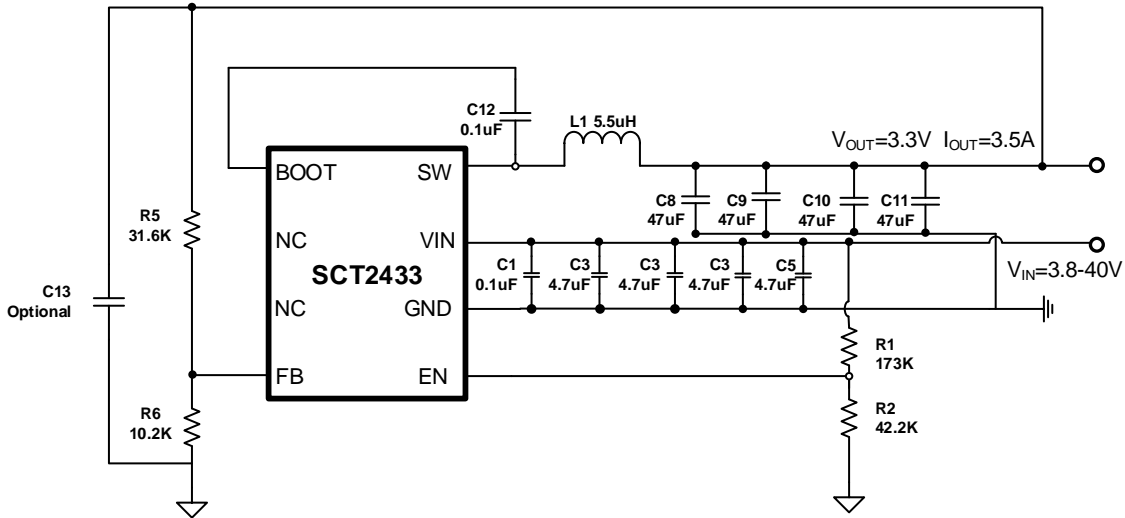 C12
0.1uF
L1 5.5uH
VOUT=3.3V IOUT=3.5A
BOOT
SW
C8
47uF
C9
47uF
C10
47uF
C11
47uF
R5
31.6K
NC
VIN
SCT2433
C1
0.1uF
C3
4.7uF
C3
4.7uF
C3
4.7uF
C5
4.7uF
VIN=3.8-40V
C13
Optional
NC
GND
R1
173K
FB
EN
R6
10.2K
R2
42.2K